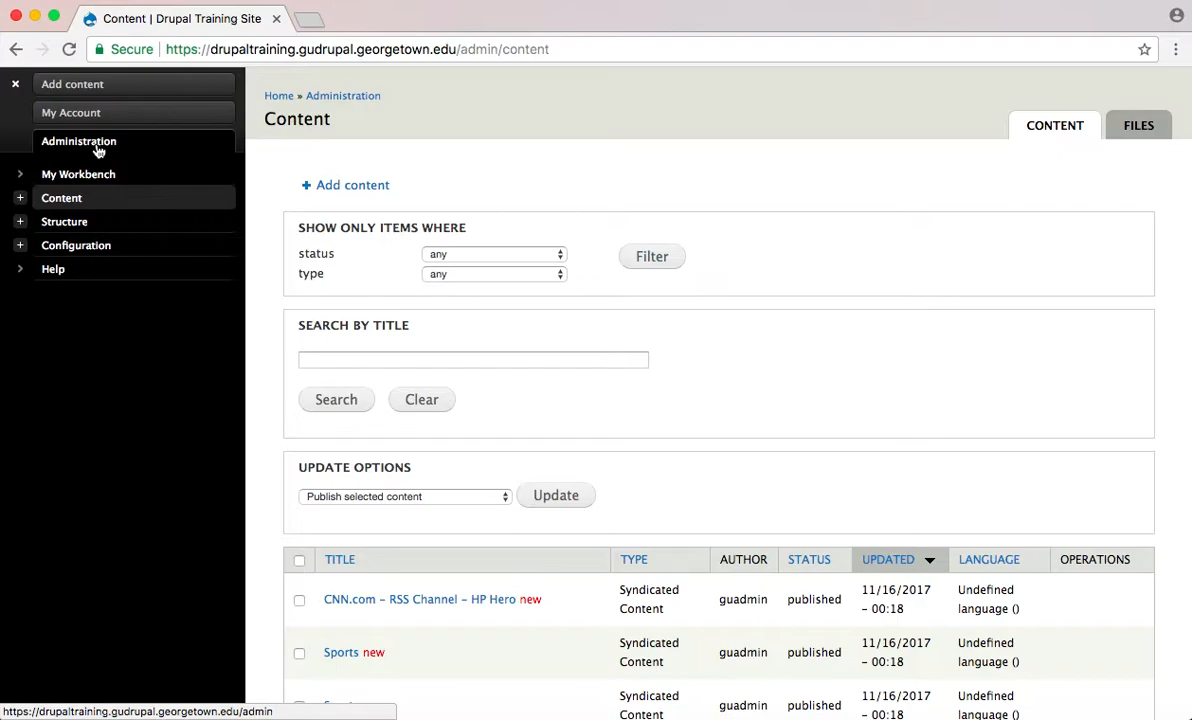 Content | Drupal Training Site
Secure https://drupaltraining.gudrupal.georgetown.edu/admin/content
Add content
My Account
Administration
My Workbench
Content
Structure
Configuration
Help
Home » Administration
Content
CONTENT FILES
+ Add content
SHOW ONLY ITEMS WHERE
status any
type any
Filter
SEARCH BY TITLE
Search Clear
UPDATE OPTIONS
Publish selected content Update
TITLE TYPE AUTHOR STATUS UPDATED LANGUAGE OPERATIONS
CNN.com – RSS Channel – HP Hero new Syndicated Content guadmin published 11/16/2017 – 00:18 Undefined language ()
Sports new Syndicated Content guadmin published 11/16/2017 – 00:18 Undefined language ()
Syndicated Content guadmin published 11/16/2017 – 00:18 Undefined language ()
https://drupaltraining.gudrupal.georgetown.edu/admin